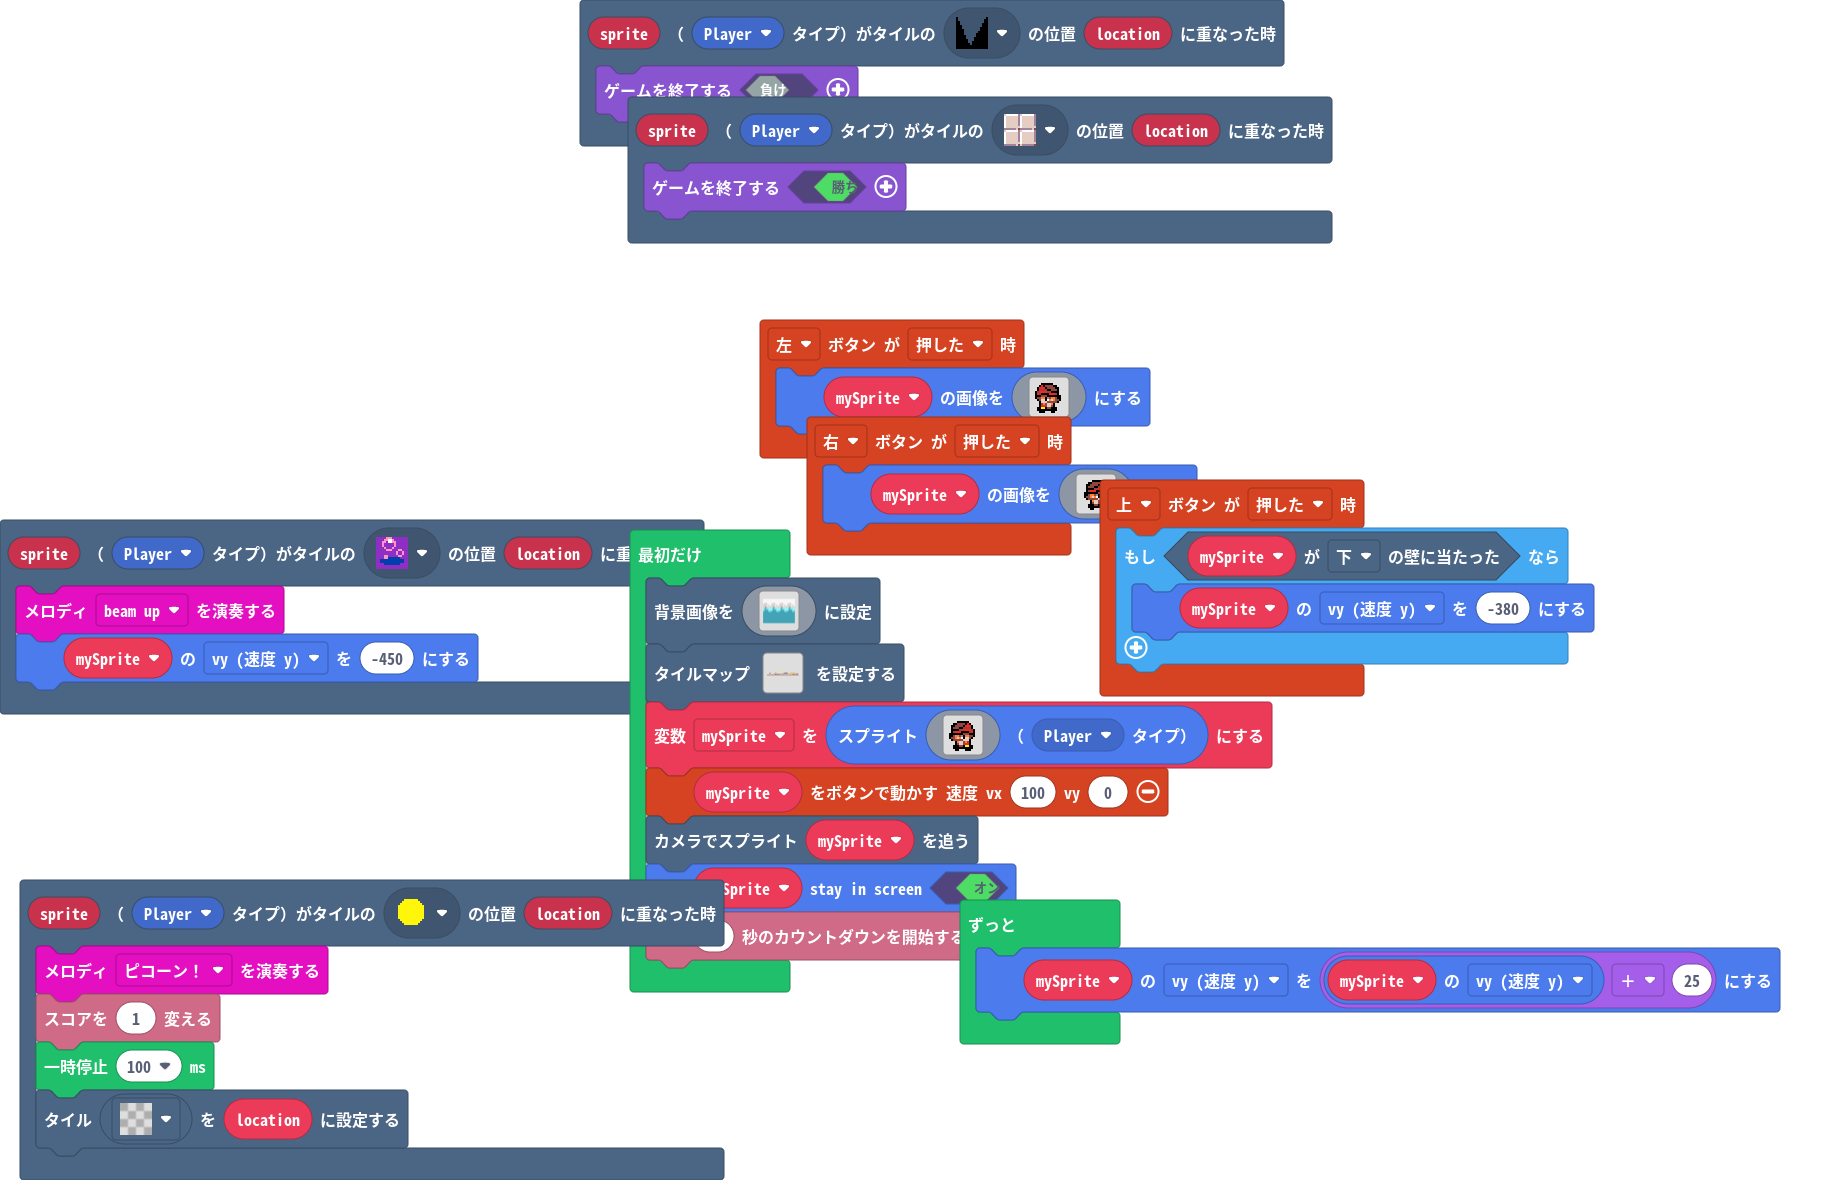 sprite （ Player タイプ）がタイルの の位置 location に重なった時
ゲームを終了する 負け
sprite （ Player タイプ）がタイルの の位置 location に重なった時
ゲームを終了する 勝ち
左 ボタン が 押した 時
mySprite の画像を にする
右 ボタン が 押した 時
mySprite の画像を
上 ボタン が 押した 時
もし mySprite が 下 の壁に当たった なら
mySprite の vy (速度 y) を -380 にする
sprite （ Player タイプ）がタイルの の位置 location に重
メロディ beam up を演奏する
mySprite の vy (速度 y) を -450 にする
最初だけ
背景画像を に設定
タイルマップ を設定する
変数 mySprite を スプライト （ Player タイプ） にする
mySprite をボタンで動かす 速度 vx 100 vy 0
カメラでスプライト mySprite を追う
Sprite stay in screen オン
秒のカウントダウンを開始する
sprite （ Player タイプ）がタイルの の位置 location に重なった時
メロディ ピコーン！ を演奏する
スコアを 1 変える
一時停止 100 ms
タイル を location に設定する
ずっと
mySprite の vy (速度 y) を mySprite の vy (速度 y) + 25 にする